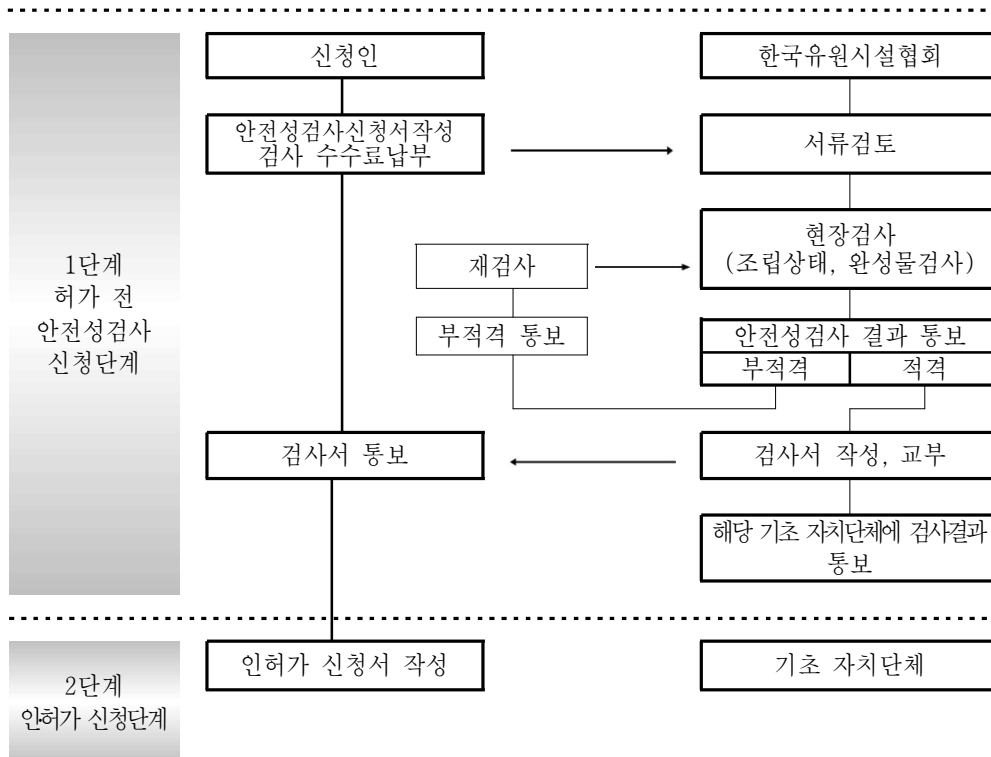 신청인
한국유원시설협회
안전성검사신청서작성
검사 수수료납부
서류검토
1단계
허가 전
안전성검사
신청단계
현장검사
(조립상태, 완성물검사)
재검사
부적격 통보
안전성검사 결과 통보
부적격
적격
검사서 통보
검사서 작성, 교부
해당 기초 자치단체에 검사결과
통보
2단계
인허가 신청단계
인허가 신청서 작성
기초 자치단체